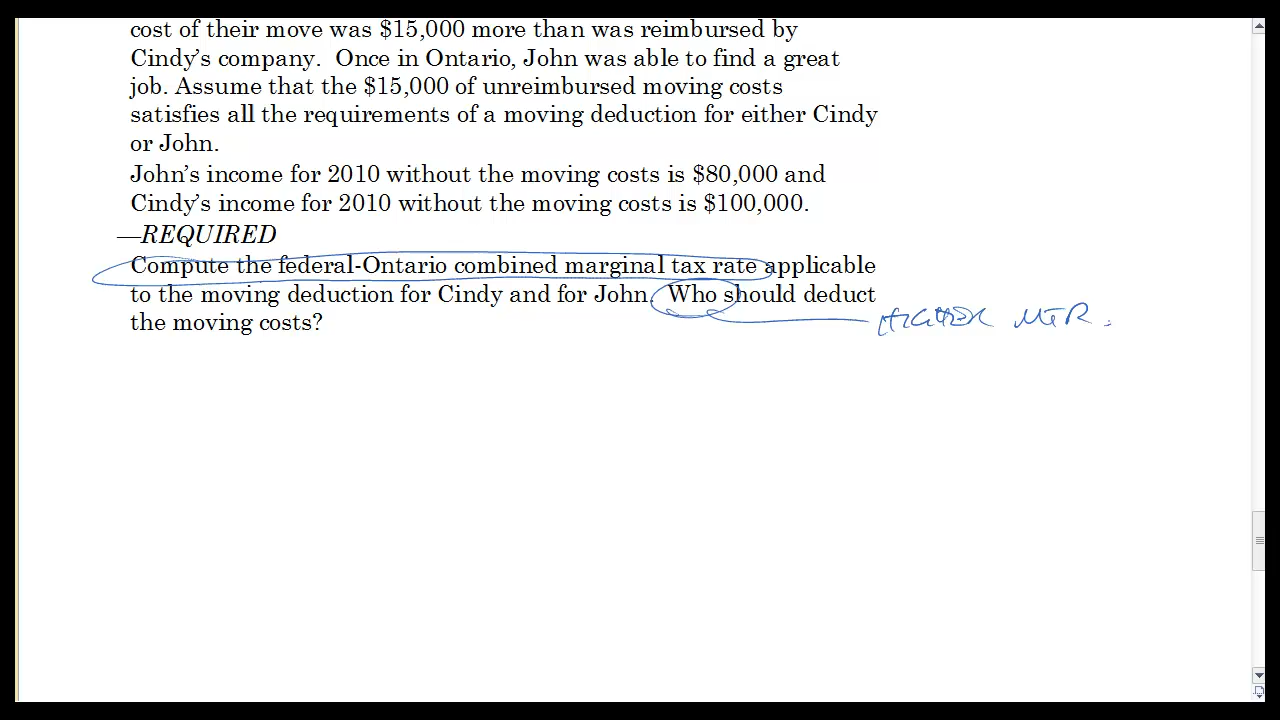 cost of their move was $15,000 more than was reimbursed by
Cindy’s company.  Once in Ontario, John was able to find a great
job. Assume that the $15,000 of unreimbursed moving costs
satisfies all the requirements of a moving deduction for either Cindy
or John.
John’s income for 2010 without the moving costs is $80,000 and
Cindy’s income for 2010 without the moving costs is $100,000.
—REQUIRED
Compute the federal-Ontario combined marginal tax rate applicable
to the moving deduction for Cindy and for John.  Who should deduct
the moving costs?
HIGHER MTR.